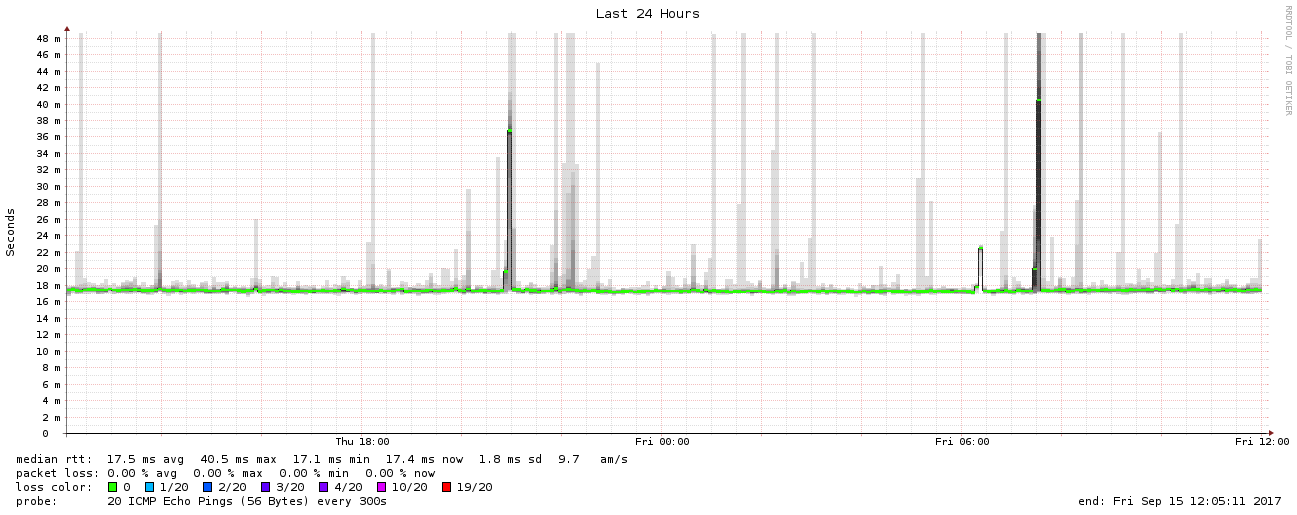 Last 24 Hours
RRDTOOL / TOBI OETIKER
Seconds
48 m
46 m
44 m
42 m
40 m
38 m
36 m
34 m
32 m
30 m
28 m
26 m
24 m
22 m
20 m
18 m
16 m
14 m
12 m
10 m
8 m
6 m
4 m
2 m
0
Thu 18:00 Fri 00:00 Fri 06:00 Fri 12:00
median rtt: 17.5 ms avg 40.5 ms max 17.1 ms min 17.4 ms now 1.8 ms sd 9.7 am/s
packet loss: 0.00 % avg 0.00 % max 0.00 % min 0.00 % now
loss color: 0 1/20 2/20 3/20 4/20 10/20 19/20
probe: 20 ICMP Echo Pings (56 Bytes) every 300s end: Fri Sep 15 12:05:11 2017